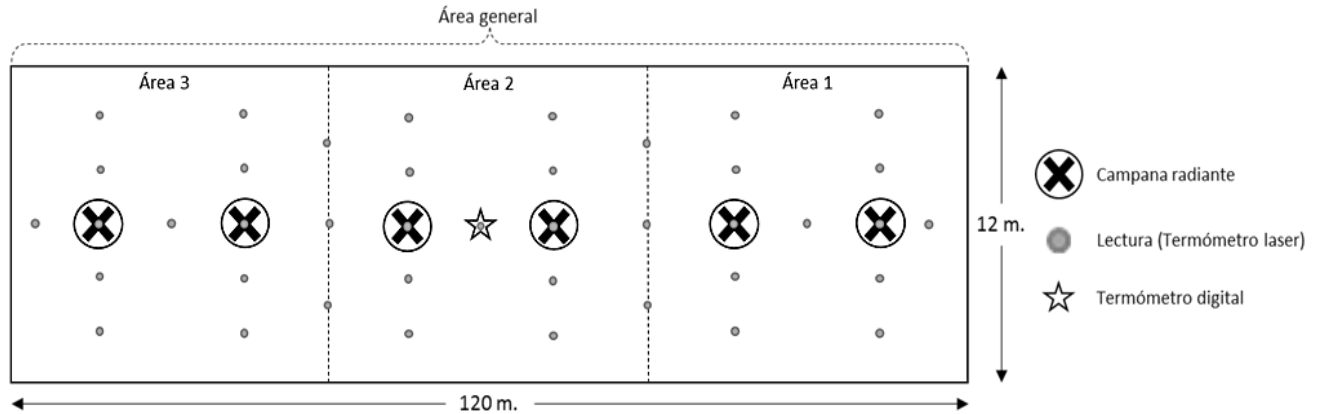 Área general
Área 3
Área 2
Área 1
Campana radiante
12 m.
Lectura (Termómetro laser)
Termómetro digital
120 m.